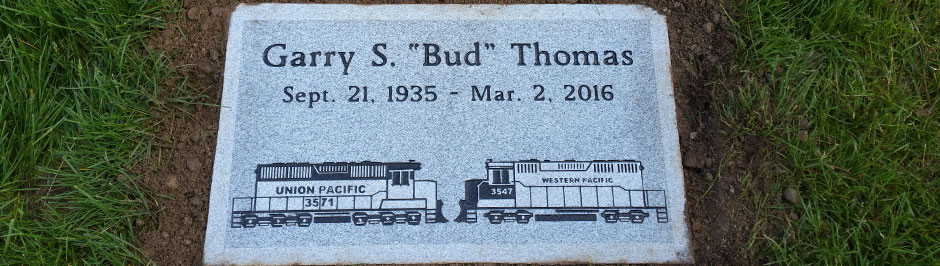 Garry S. "Bud" Thomas
Sept. 21, 1935 - Mar. 2, 2016
UNION PACIFIC
3571
3547
WESTERN PACIFIC